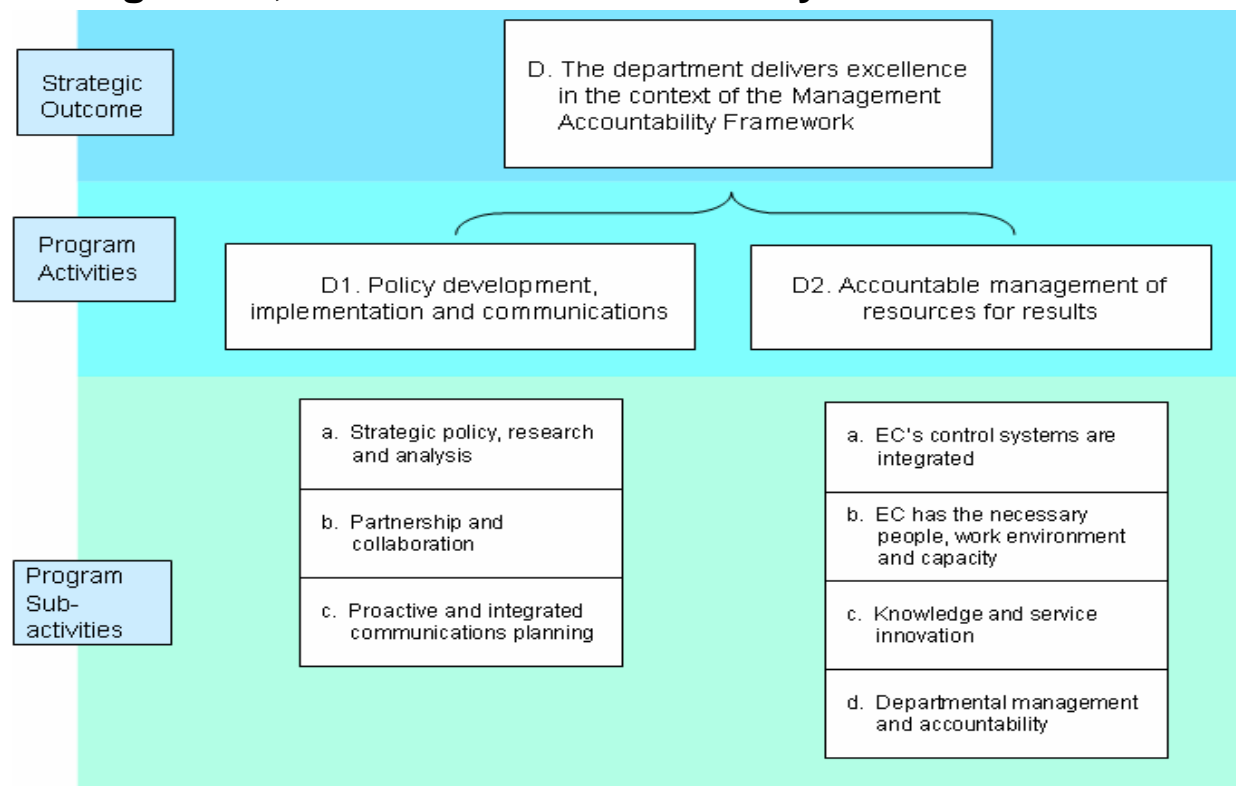 Strategic
Outcome
D. The department delivers excellence
in the context of the Management
Accountability Framework
Program
Activities
D1. Policy development,
implementation and communications
D2. Accountable management of
resources for results
Program
Sub-
activities
a. Strategic policy, research
and analysis
b. Partnership and
collaboration
c. Proactive and integrated
communications planning
a. EC's control systems are
integrated
b. EC has the necessary
people, work environment
and capacity
c. Knowledge and service
innovation
d. Departmental management
and accountability